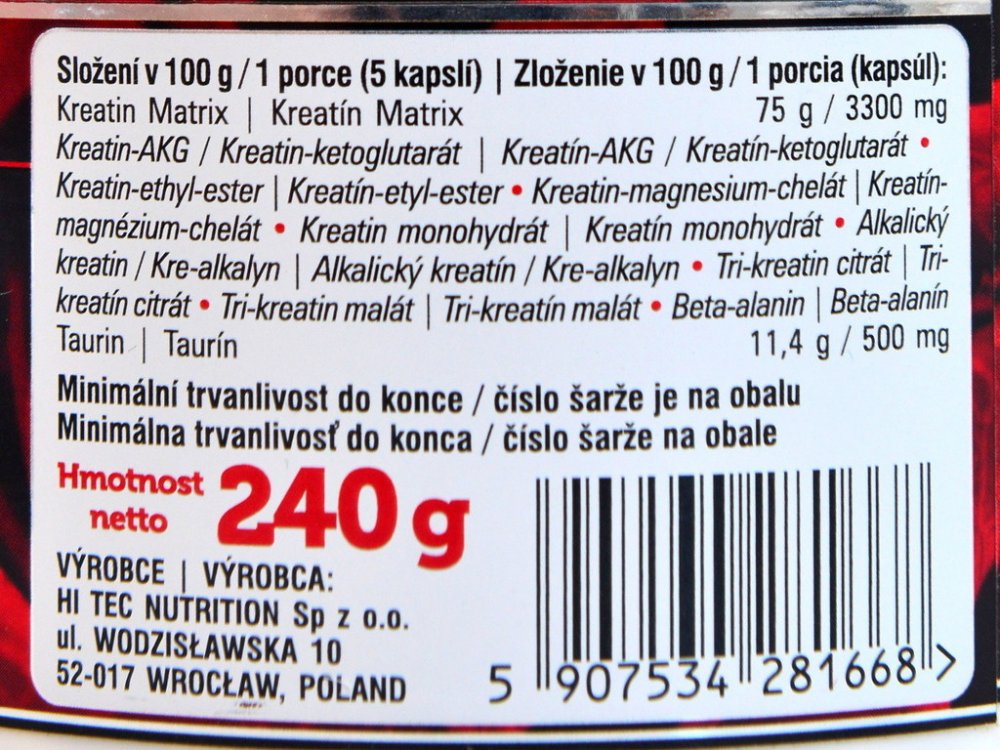 Složení v 100 g / 1 porce (5 kapslí) | Zloženie v 100 g / 1 porcia (kapsúl):
Kreatin Matrix | Kreatín Matrix 75 g / 3300 mg
Kreatin-AKG / Kreatin-ketoglutarát | Kreatín-AKG / Kreatín-ketoglutarát •
Kreatin-ethyl-ester | Kreatín-etyl-ester • Kreatin-magnesium-chelát | Kreatín-
magnézium-chelát • Kreatin monohydrát | Kreatín monohydrát • Alkalický
kreatin / Kre-alkalyn | Alkalický kreatín / Kre-alkalyn • Tri-kreatin citrát | Tri-
kreatín citrát • Tri-kreatin malát | Tri-kreatín malát • Beta-alanin | Beta-alanín
Taurin | Taurín 11,4 g / 500 mg
Minimální trvanlivost do konce / číslo šarže je na obalu
Minimálna trvanlivosť do konca / číslo šarže na obale
Hmotnost
netto 240 g
VÝROBCE | VÝROBCA:
HI TEC NUTRITION Sp z o.o.
ul. WODZISŁAWSKA 10
52-017 WROCŁAW, POLAND
5 907534 281668 >